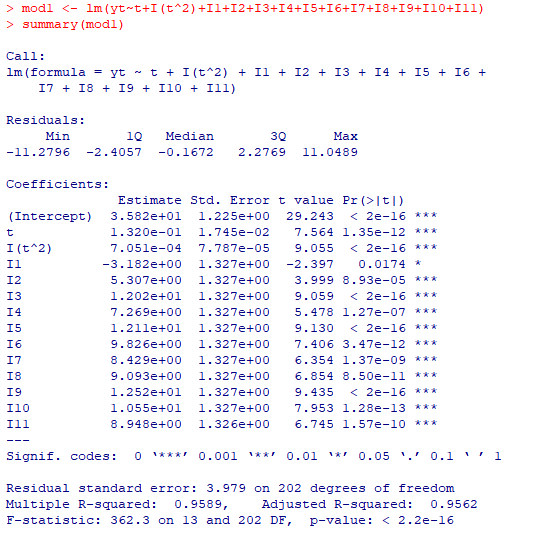 > mod1 <- lm(yt~t+I(t^2)+I1+I2+I3+I4+I5+I6+I7+I8+I9+I10+I11)
> summary(mod1)

Call:
lm(formula = yt ~ t + I(t^2) + I1 + I2 + I3 + I4 + I5 + I6 +
    I7 + I8 + I9 + I10 + I11)

Residuals:
     Min       1Q   Median       3Q      Max
-11.2796  -2.4057  -0.1672   2.2769  11.0489

Coefficients:
              Estimate Std. Error t value Pr(>|t|)
(Intercept)  3.582e+01  1.225e+00  29.243  < 2e-16 ***
t            1.320e-01  1.745e-02   7.564 1.35e-12 ***
I(t^2)       7.051e-04  7.787e-05   9.055  < 2e-16 ***
I1          -3.182e+00  1.327e+00  -2.397   0.0174 *
I2           5.307e+00  1.327e+00   3.999 8.93e-05 ***
I3           1.202e+01  1.327e+00   9.059  < 2e-16 ***
I4           7.269e+00  1.327e+00   5.478 1.27e-07 ***
I5           1.211e+01  1.327e+00   9.130  < 2e-16 ***
I6           9.826e+00  1.327e+00   7.406 3.47e-12 ***
I7           8.429e+00  1.327e+00   6.354 1.37e-09 ***
I8           9.093e+00  1.327e+00   6.854 8.50e-11 ***
I9           1.252e+01  1.327e+00   9.435  < 2e-16 ***
I10          1.055e+01  1.327e+00   7.953 1.28e-13 ***
I11          8.948e+00  1.326e+00   6.745 1.57e-10 ***
---
Signif. codes:  0 ‘***’ 0.001 ‘**’ 0.01 ‘*’ 0.05 ‘.’ 0.1 ‘ ’ 1

Residual standard error: 3.979 on 202 degrees of freedom
Multiple R-squared:  0.9589,    Adjusted R-squared:  0.9562
F-statistic: 362.3 on 13 and 202 DF,  p-value: < 2.2e-16